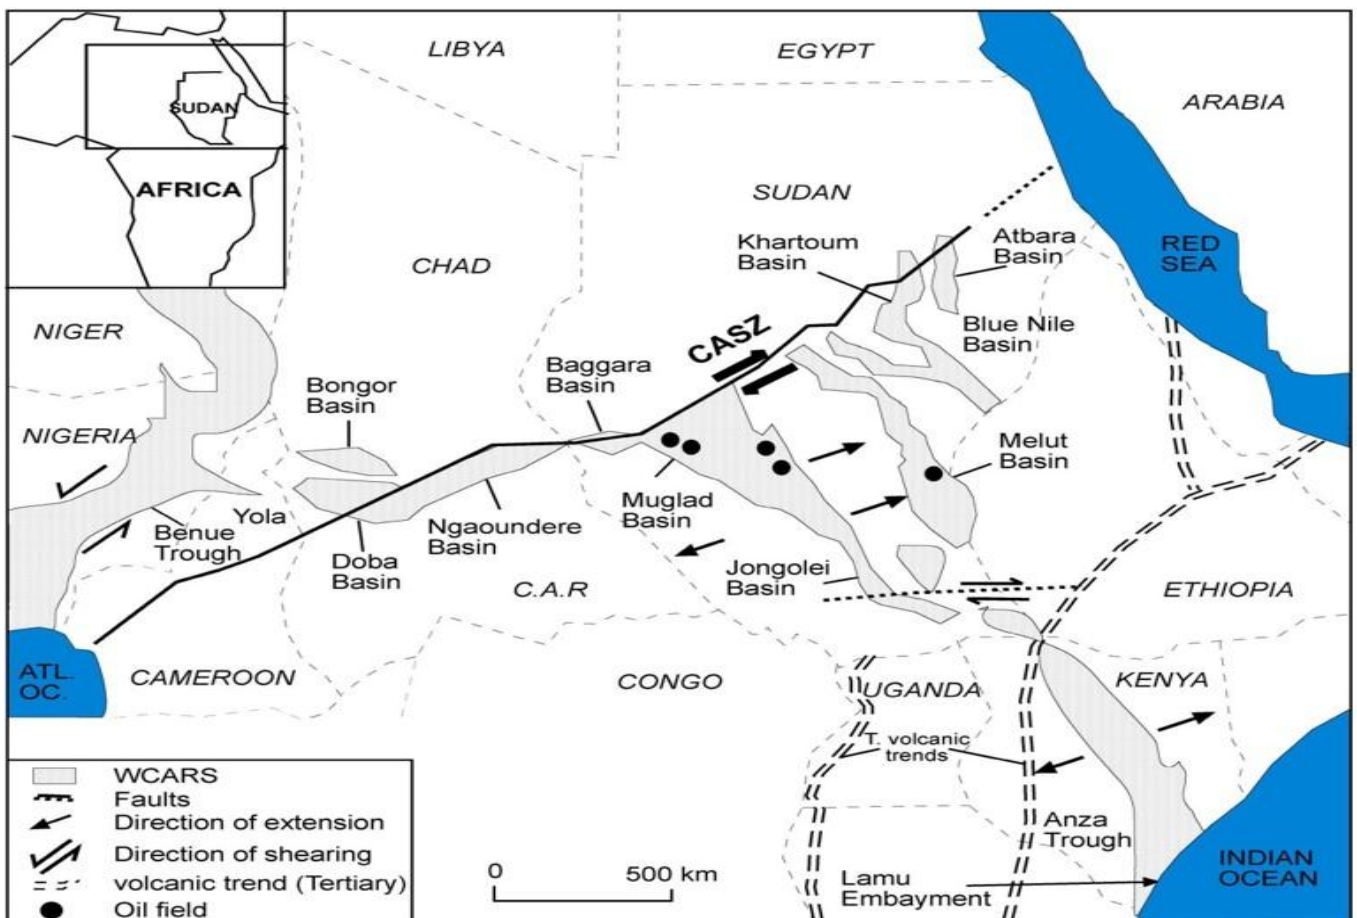 LIBYA
EGYPT
ARABIA
SUDAN
AFRICA
SUDAN
Khartoum
Basin
Atbara
Basin
RED
SEA
CHAD
NIGER
Blue Nile
Basin
CASZ
Baggara
Basin
Bongor
Basin
NIGERIA
Melut
Basin
Muglad
Basin
Yola
Benue
Trough
Ngaoundere
Basin
Doba
Basin
Jongolei
Basin
C.A.R
ETHIOPIA
ATL.
OC.
CAMEROON
CONGO
UGANDA
KENYA
T. volcanic
trends
Anza
Trough
INDIAN
OCEAN
Lamu
Embayment
0 500 km
WCARS
Faults
Direction of extension
Direction of shearing
volcanic trend (Tertiary)
Oil field